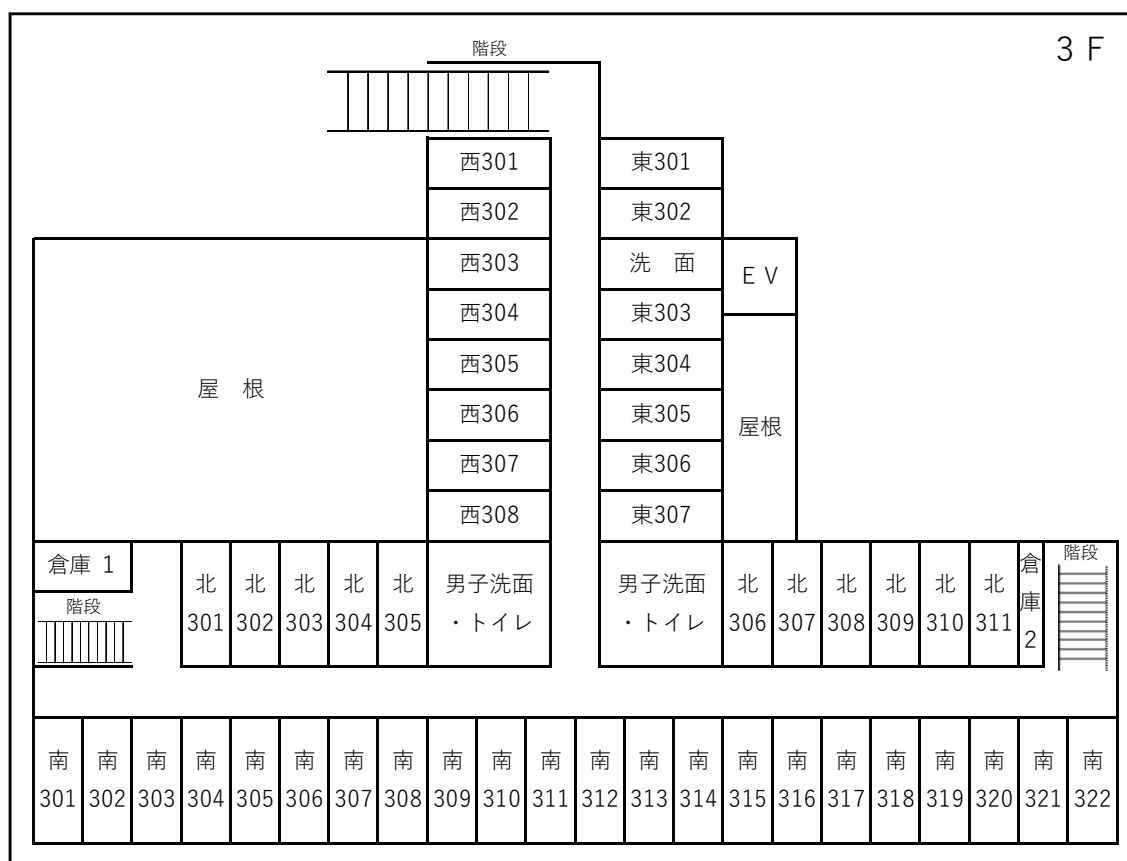 階段
3 F
西301
東301
西302
東302
西303
洗 面
E V
西304
東303
西305
東304
屋 根
西306
東305
屋根
西307
東306
西308
東307
倉庫 1
階段
北
301
北
302
北
303
北
304
北
305
男子洗面
・トイレ
男子洗面
・トイレ
北
306
北
307
北
308
北
309
北
310
北
311
倉
庫
2
階段
南
301
南
302
南
303
南
304
南
305
南
306
南
307
南
308
南
309
南
310
南
311
南
312
南
313
南
314
南
315
南
316
南
317
南
318
南
319
南
320
南
321
南
322